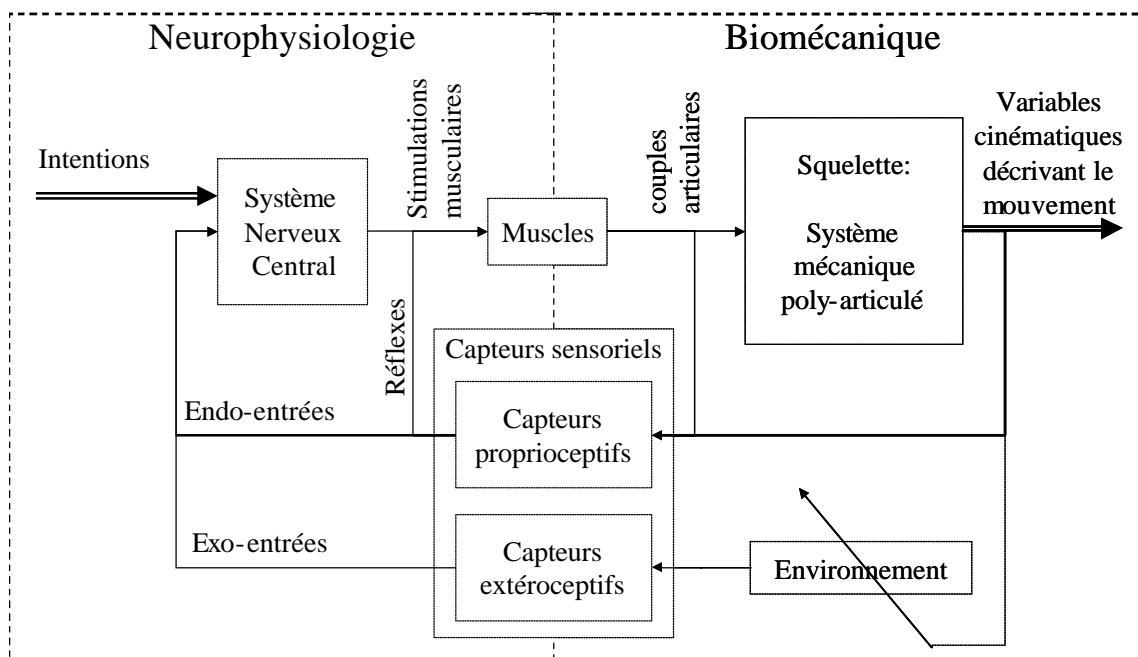 Neurophysiologie
Biomécanique
Intentions
Système
Nerveux
Central
Stimulations
musculaires
Muscles
couples
articulaires
Squelette:
Système
mécanique
poly-articulé
Variables
cinématiques
décrivant le
mouvement
Réflexes
Capteurs sensoriels
Endo-entrées
Capteurs
proprioceptifs
Exo-entrées
Capteurs
extéroceptifs
Environnement